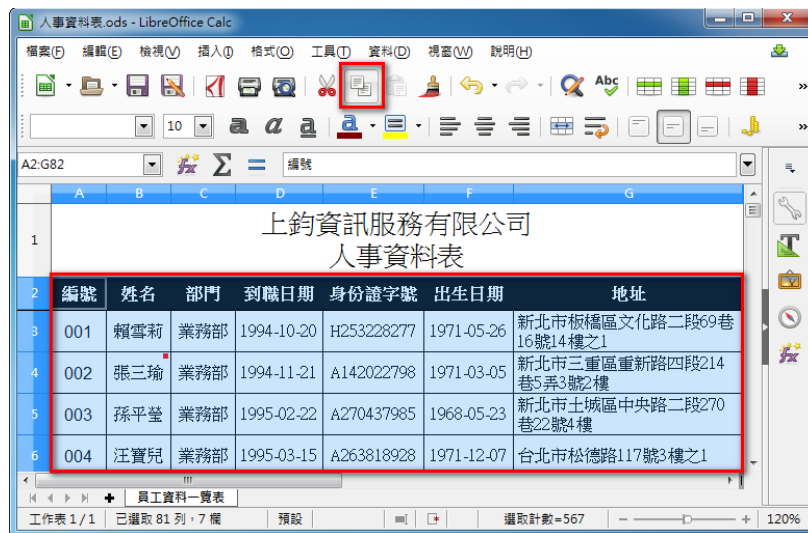 人事資料表.ods - LibreOffice Calc
檔案(F) 編輯(E) 檢視(V) 插入(I) 格式(O) 工具(T) 資料(D) 視窗(W) 說明(H)
Abc
10 a a a a
A2:G82 fx Σ = 編號
A B C D E F G
1 上鈞資訊服務有限公司
人事資料表
2 編號 姓名 部門 到職日期 身份證字號 出生日期 地址
3 001 賴雪莉 業務部 1994-10-20 H253228277 1971-05-26 新北市板橋區文化路二段69巷
16號14樓之1
4 002 張三瑜 業務部 1994-11-21 A142022798 1971-03-05 新北市三重區重新路四段214
巷5弄3號2樓
5 003 孫平瑩 業務部 1995-02-22 A270437985 1968-05-23 新北市土城區中央路二段270
巷22號4樓
6 004 汪寶兒 業務部 1995-03-15 A263818928 1971-12-07 台北市松德路117號3樓之1
員工資料一覽表
工作表 1 / 1 已選取 81 列，7 欄 預設 選取計數=567 120%